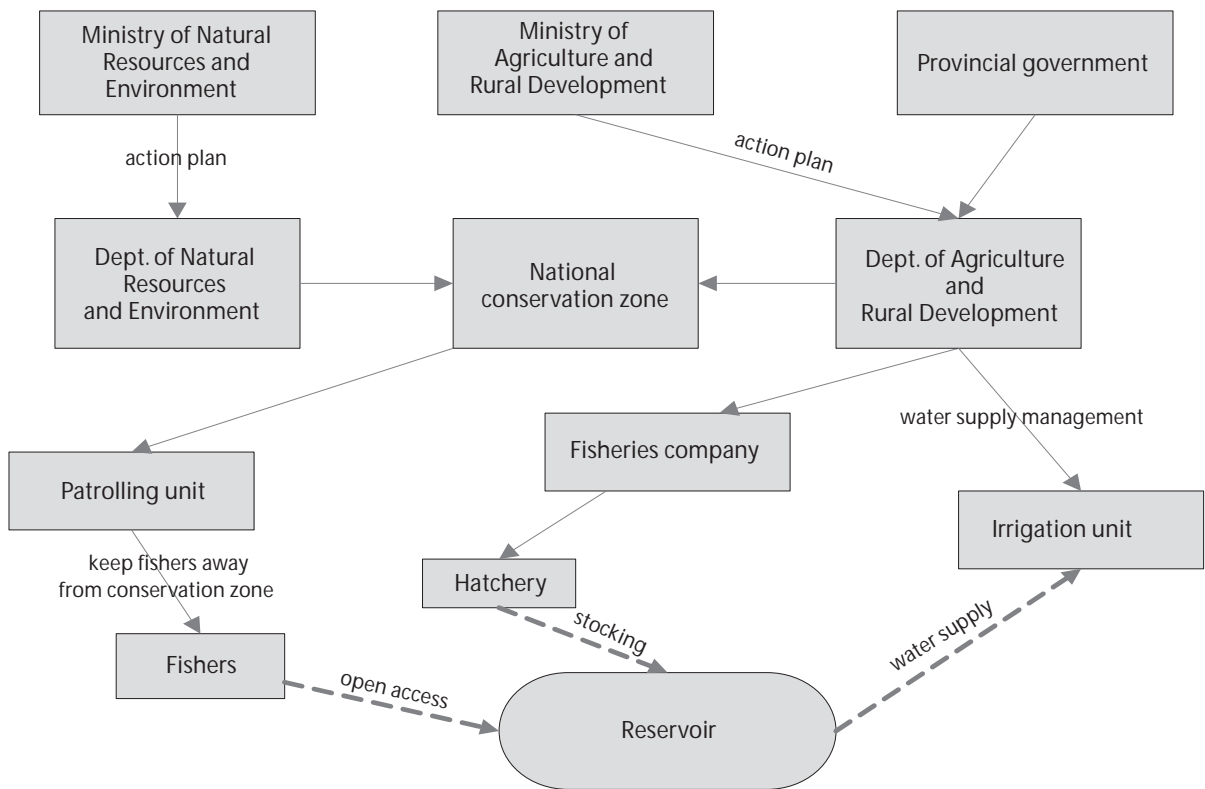 Ministry of Natural
Resources and
Environment
Ministry of
Agriculture and
Rural Development
Provincial government
action plan
action plan
Dept. of Natural
Resources
and Environment
National
conservation zone
Dept. of Agriculture
and
Rural Development
Fisheries company
water supply management
Patrolling unit
Irrigation unit
keep fishers away
from conservation zone
Hatchery
stocking
water supply
Fishers
open access
Reservoir